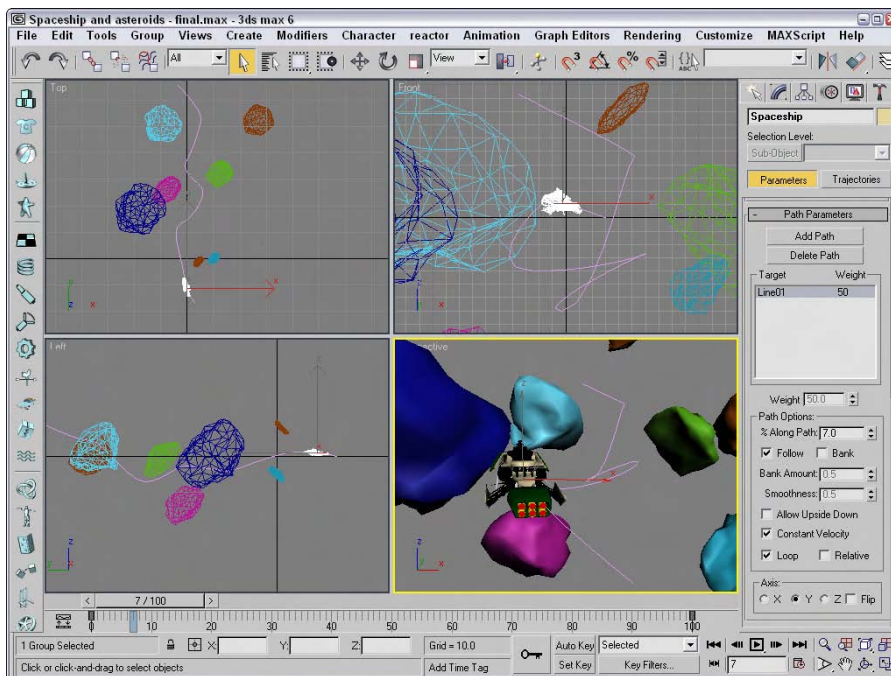 Spaceship and asteroids - final.max - 3ds max 6
File Edit Tools Group Views Create Modifiers Character reactor Animation Graph Editors Rendering Customize MAXScript Help
All View ABC
Top Front
Spaceship
Selection Level:
Sub-Object
Parameters Trajectories
- Path Parameters
Add Path
Delete Path
Target Weight
Line01 50
Weight 50.0
Path Options:
% Along Path: 7.0
Follow Bank
Bank Amount: 0.5
Smoothness: 0.5
Allow Upside Down
Constant Velocity
Loop Relative
Axis:
X Y Z Flip
Left
< 7 / 100 >
0 10 20 30 40 50 60 70 80 90 100
1 Group Selected X: Y: Z: Grid = 10.0 Auto Key Selected
Click or click-and-drag to select objects Add Time Tag Set Key Key Filters... 7